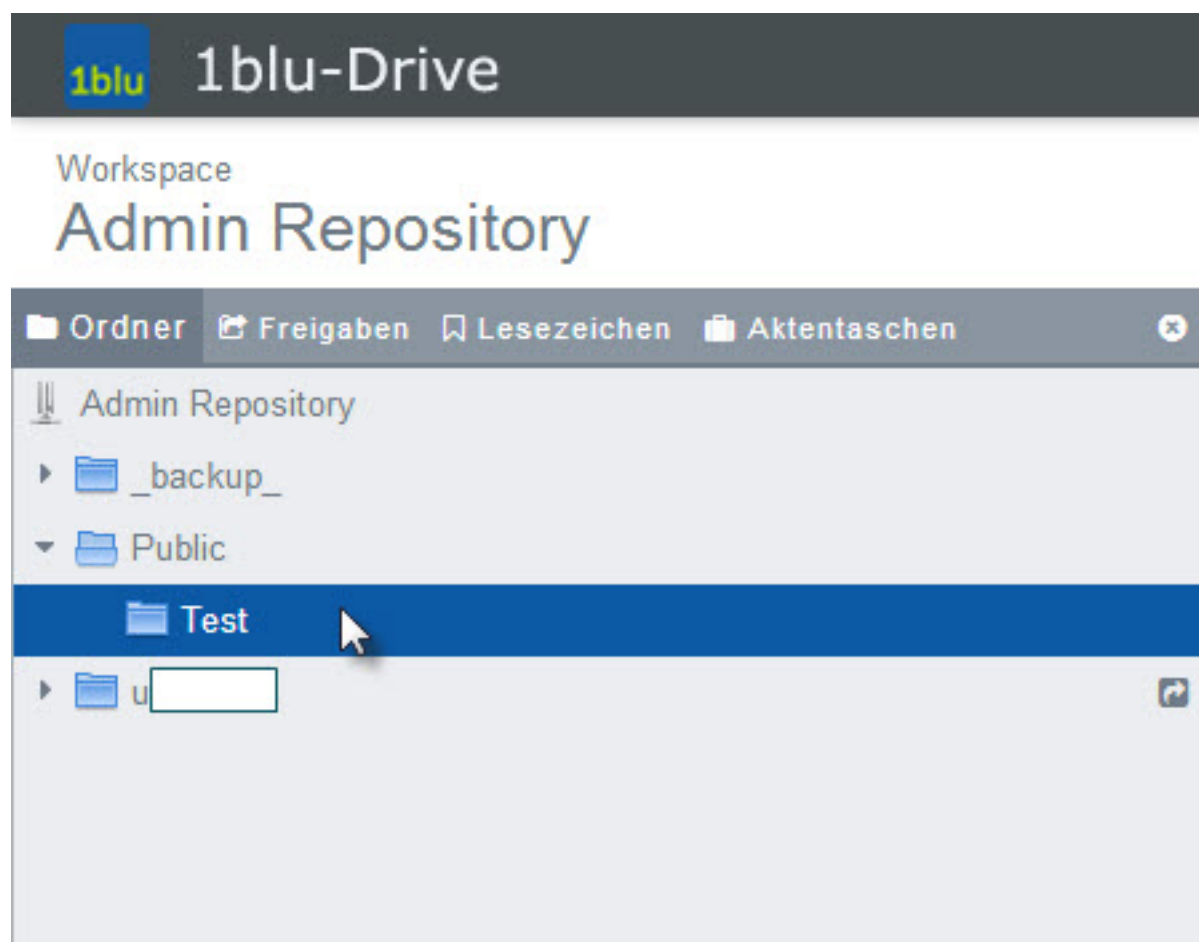 1blu 1blu-Drive
Workspace
Admin Repository
Ordner Freigaben Lesezeichen Aktentaschen
Admin Repository
_backup_
Public
Test
u